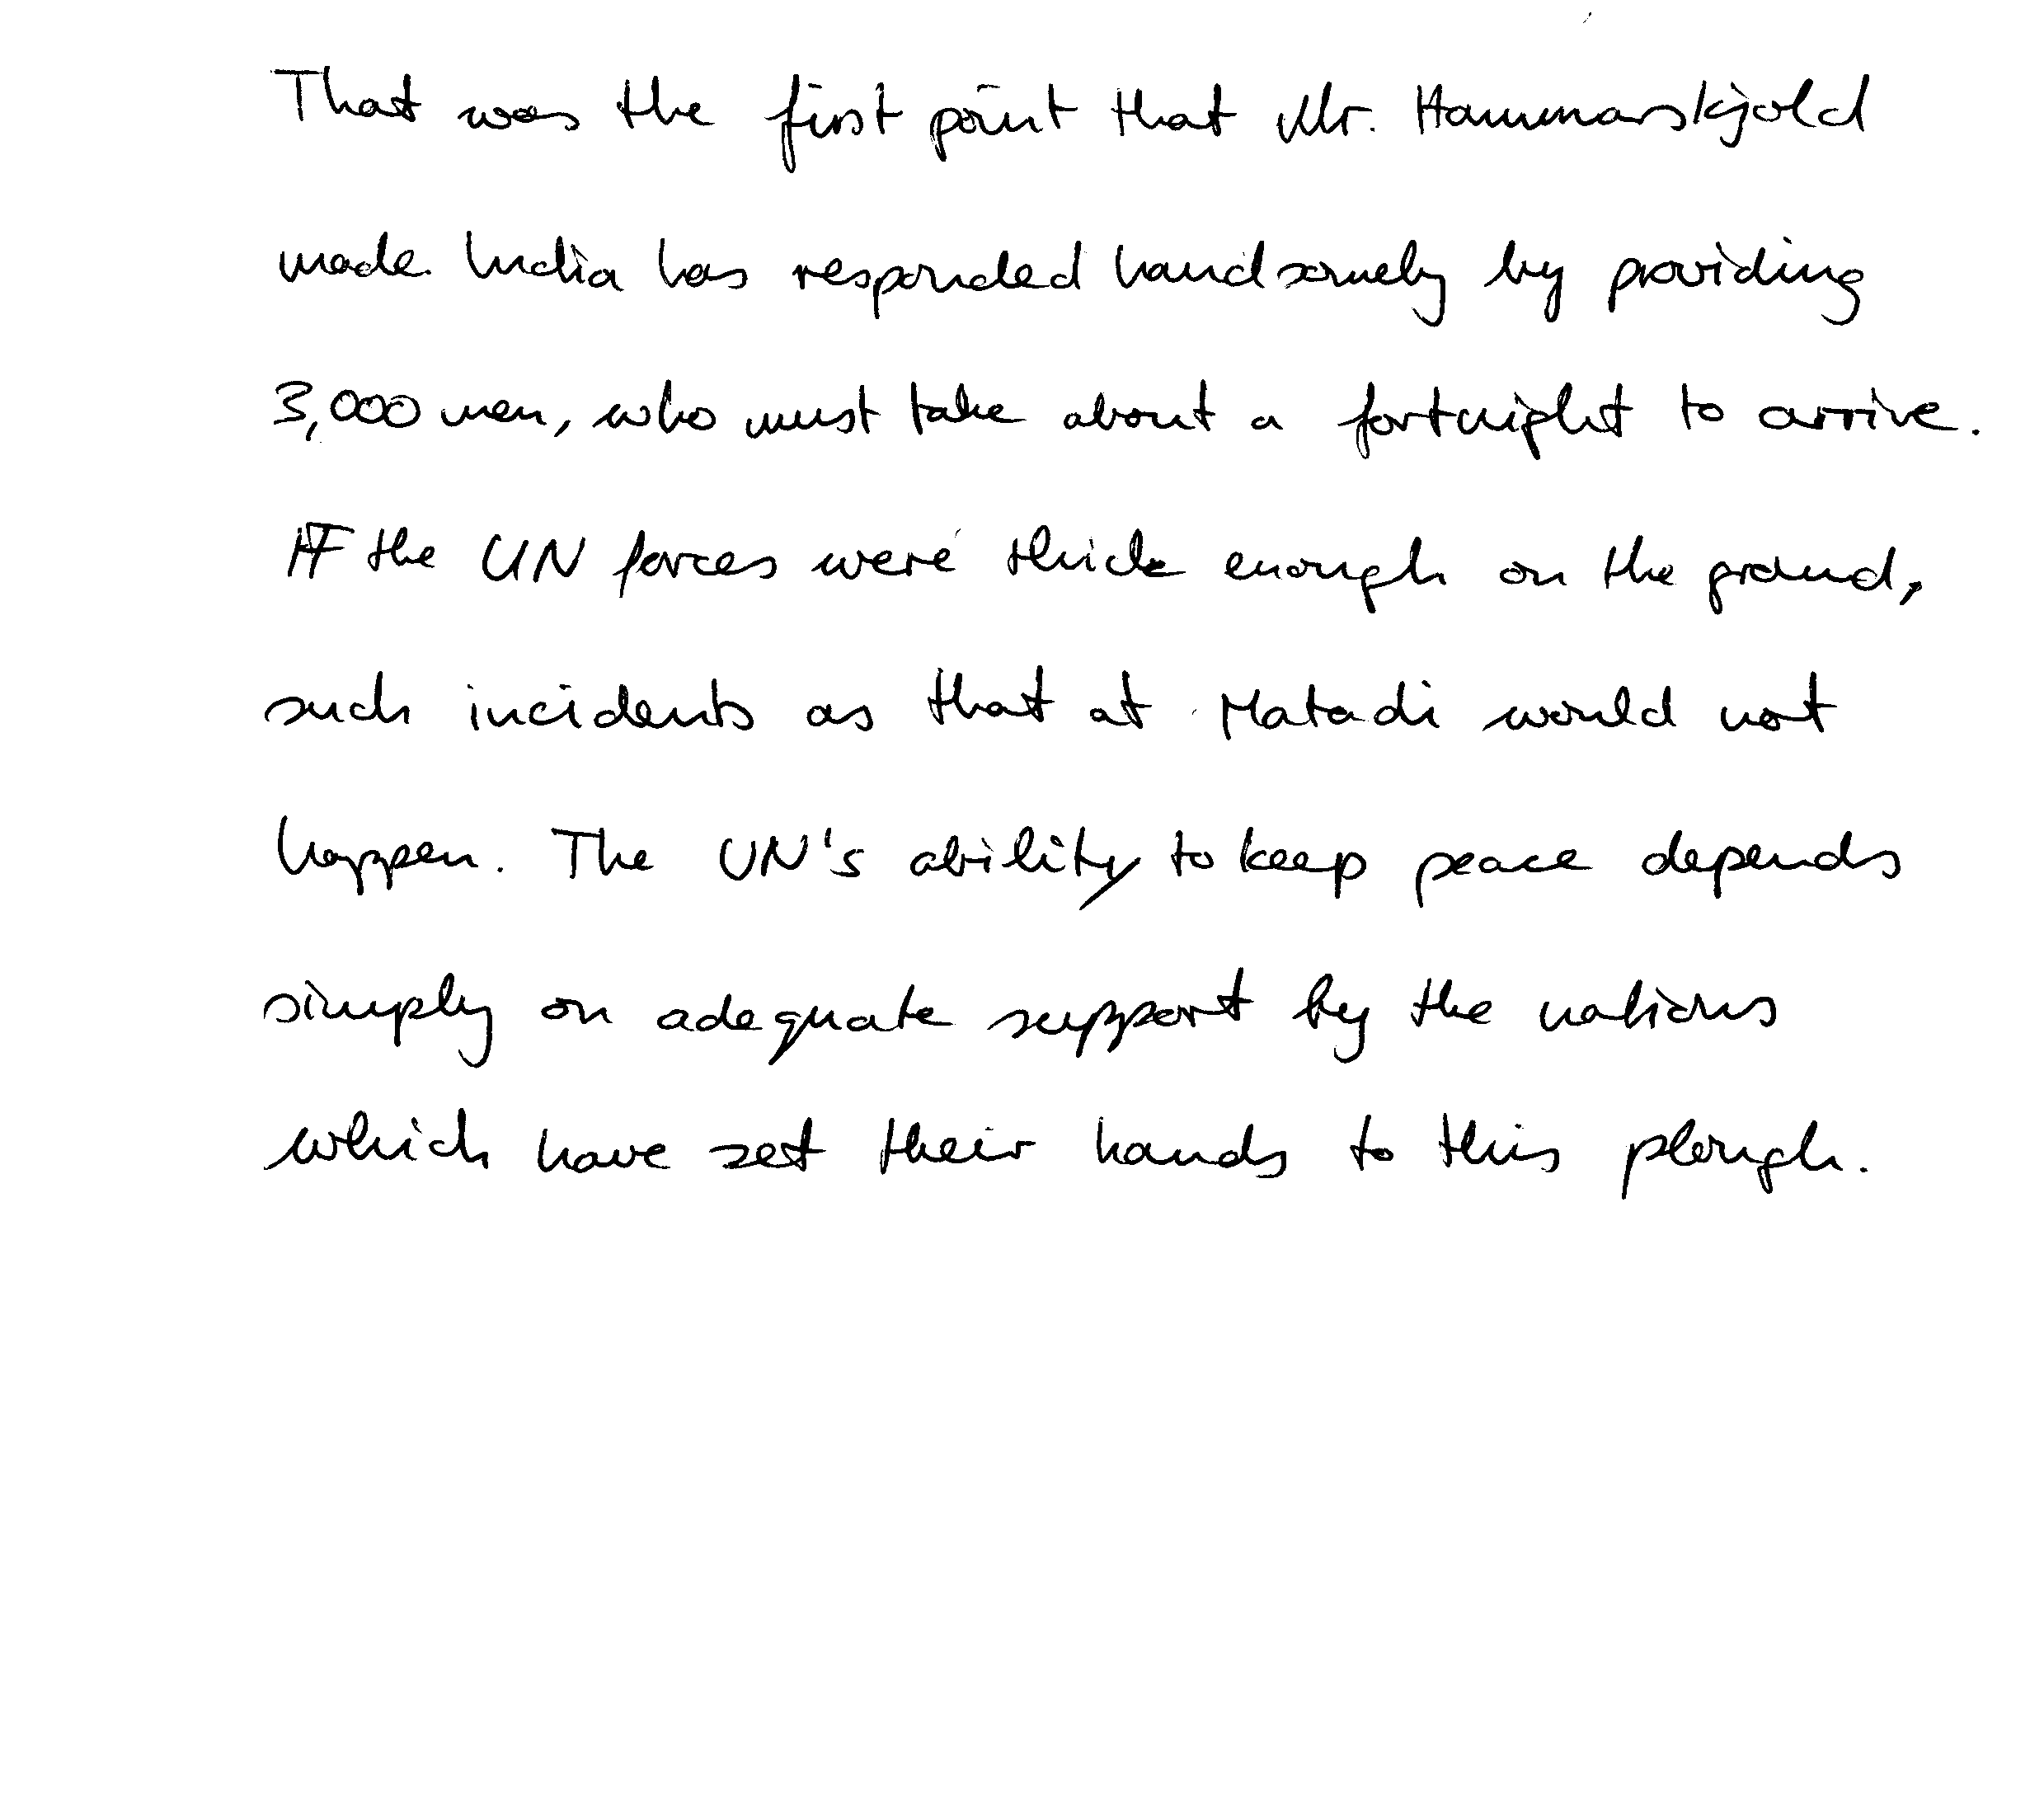 That was the first point that Mr. Hammarskjold
made. India has responded handsomely by providing
3,000 men, who must take about a fortnight to arrive.
If the UN forces were thick enough on the ground,
such incidents as that at Matadi would not
happen. The UN's ability to keep peace depends
simply on adequate support by the nations
which have set their hands to this plough.